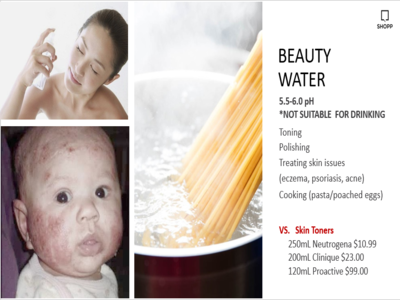 SHOPP
BEAUTY
WATER
5.5-6.0 pH
*NOT SUITABLE FOR DRINKING
Toning
Polishing
Treating skin issues
(eczema, psoriasis, acne)
Cooking (pasta/poached eggs)
VS. Skin Toners
250mL Neutrogena $10.99
200mL Clinique $23.00
120mL Proactive $99.00